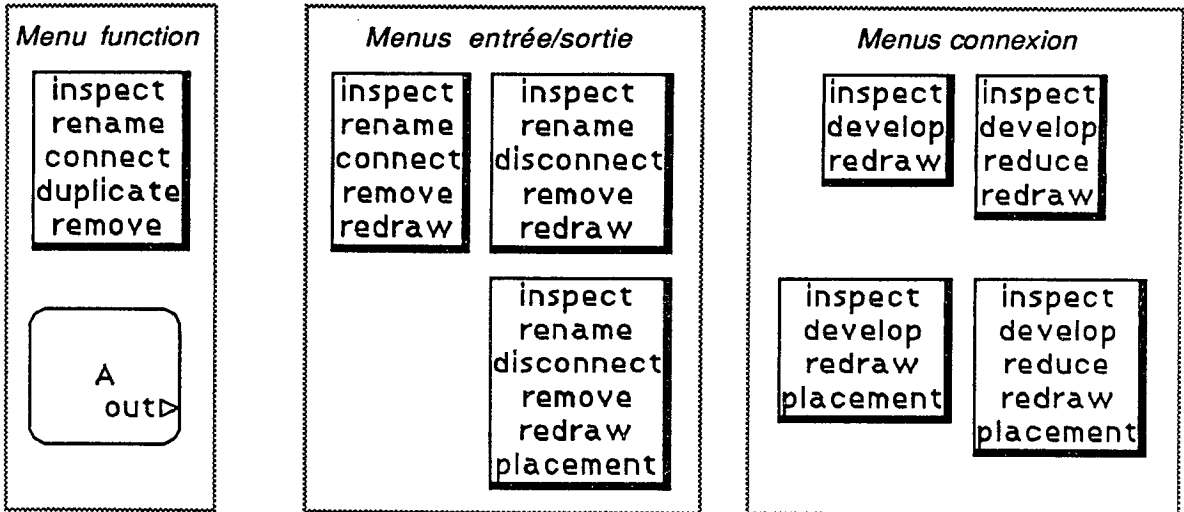 Menu function
inspect
rename
connect
duplicate
remove
A
out
Menus entrée/sortie
inspect
rename
connect
remove
redraw
inspect
rename
disconnect
remove
redraw
inspect
rename
disconnect
remove
redraw
placement
Menus connexion
inspect
develop
redraw
inspect
develop
reduce
redraw
inspect
develop
redraw
placement
inspect
develop
reduce
redraw
placement